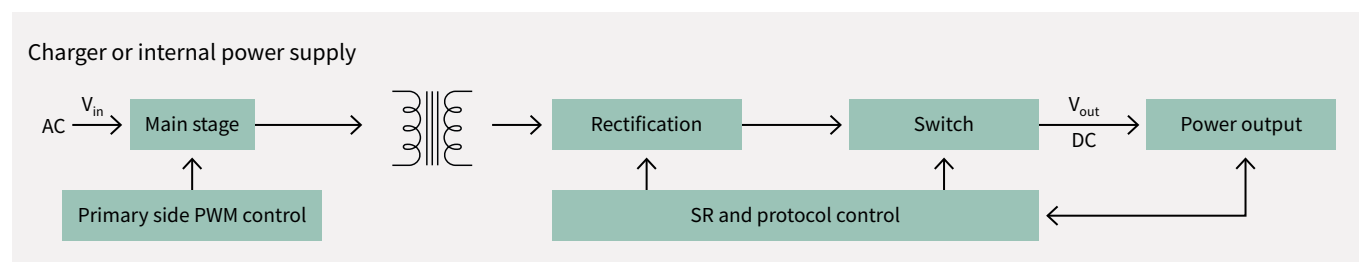 Charger or internal power supply
AC
Vin
Main stage
Rectification
Switch
Vout
DC
Power output
Primary side PWM control
SR and protocol control